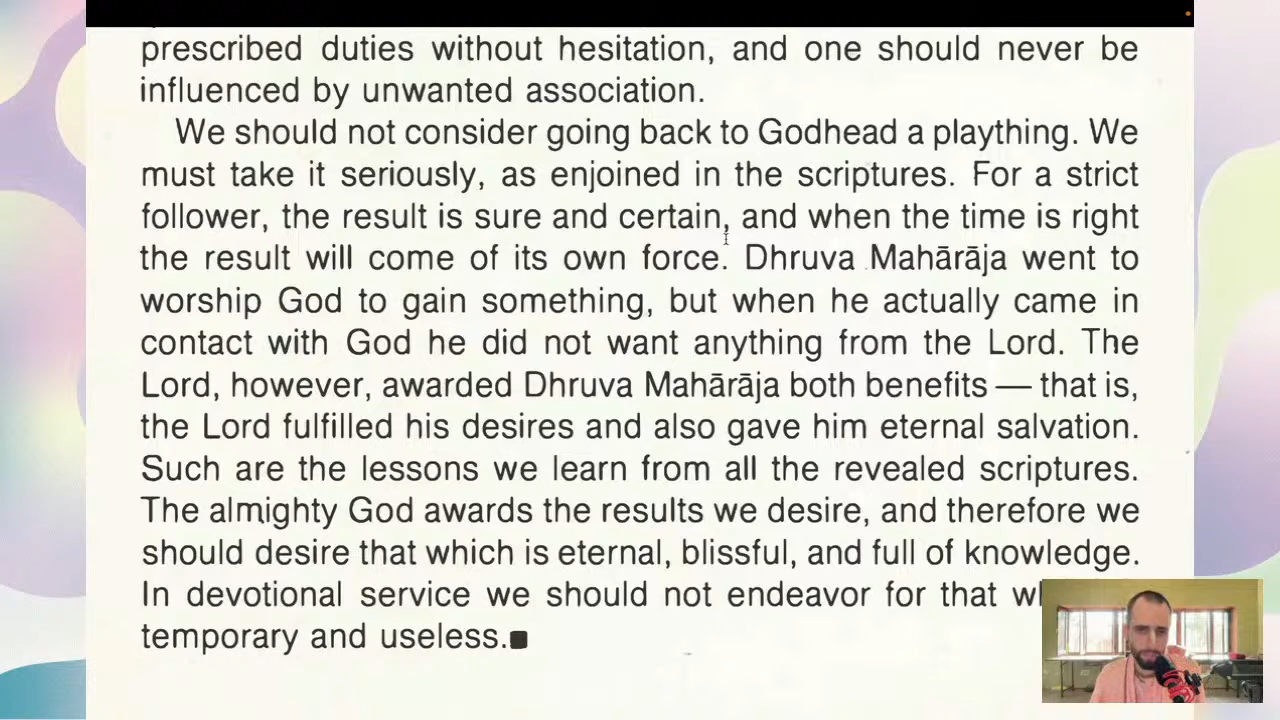 prescribed duties without hesitation, and one should never be
influenced by unwanted association.
We should not consider going back to Godhead a plaything. We
must take it seriously, as enjoined in the scriptures. For a strict
follower, the result is sure and certain, and when the time is right
the result will come of its own force. Dhruva Mahārāja went to
worship God to gain something, but when he actually came in
contact with God he did not want anything from the Lord. The
Lord, however, awarded Dhruva Mahārāja both benefits — that is,
the Lord fulfilled his desires and also gave him eternal salvation.
Such are the lessons we learn from all the revealed scriptures.
The almighty God awards the results we desire, and therefore we
should desire that which is eternal, blissful, and full of knowledge.
In devotional service we should not endeavor for that
temporary and useless.■